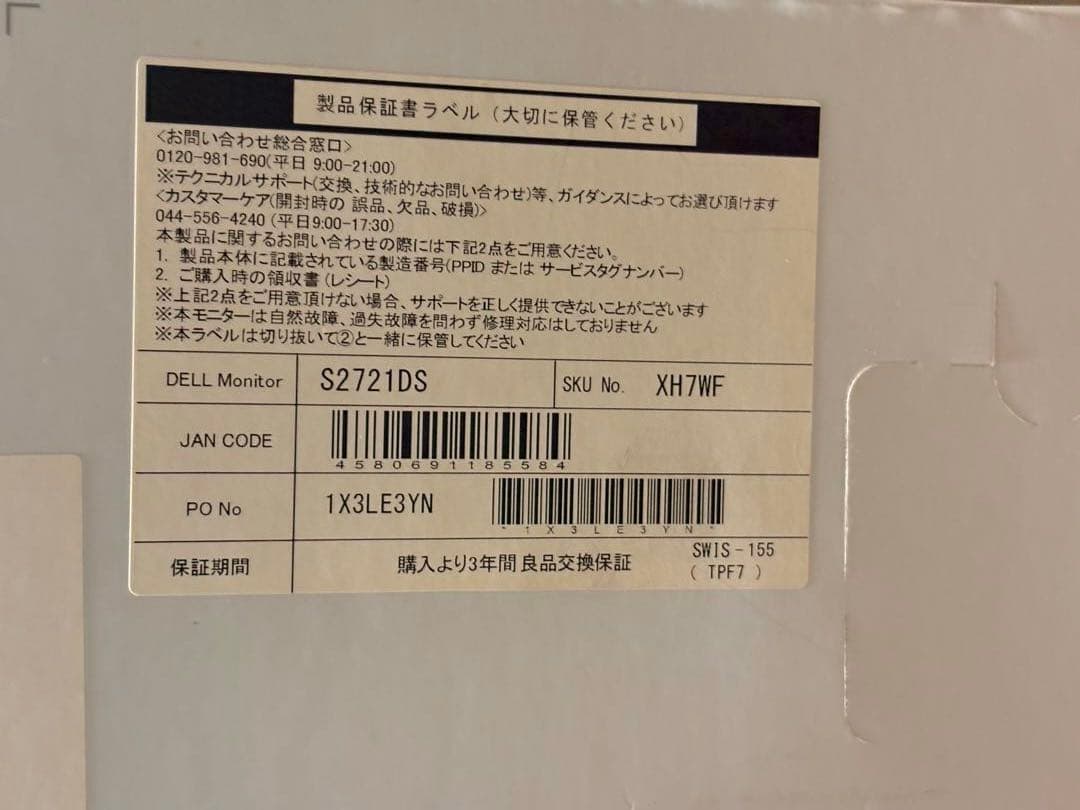 製品保証書ラベル（大切に保管ください）
<お問い合わせ総合窓口>
0120-981-690(平日 9:00-21:00)
※テクニカルサポート(交換、技術的なお問い合わせ)等、ガイダンスによってお選び頂けます
<カスタマーケア(開封時の 誤品、欠品、破損)>
044-556-4240 (平日9:00-17:30)
本製品に関するお問い合わせの際には下記2点をご用意ください。
1. 製品本体に記載されている製造番号(PPID または サービスタグナンバー)
2. ご購入時の領収書 (レシート)
※上記2点をご用意頂けない場合、サポートを正しく提供できないことがございます
※本モニターは自然故障、過失故障を問わず修理対応はしておりません
※本ラベルは切り抜いて②と一緒に保管してください
DELL Monitor S2721DS SKU No. XH7WF
JAN CODE 4580691185584
PO No 1X3LE3YN *1X3LE3YN*
保証期間 購入より3年間 良品交換保証 SWIS-155
( TPF7 )